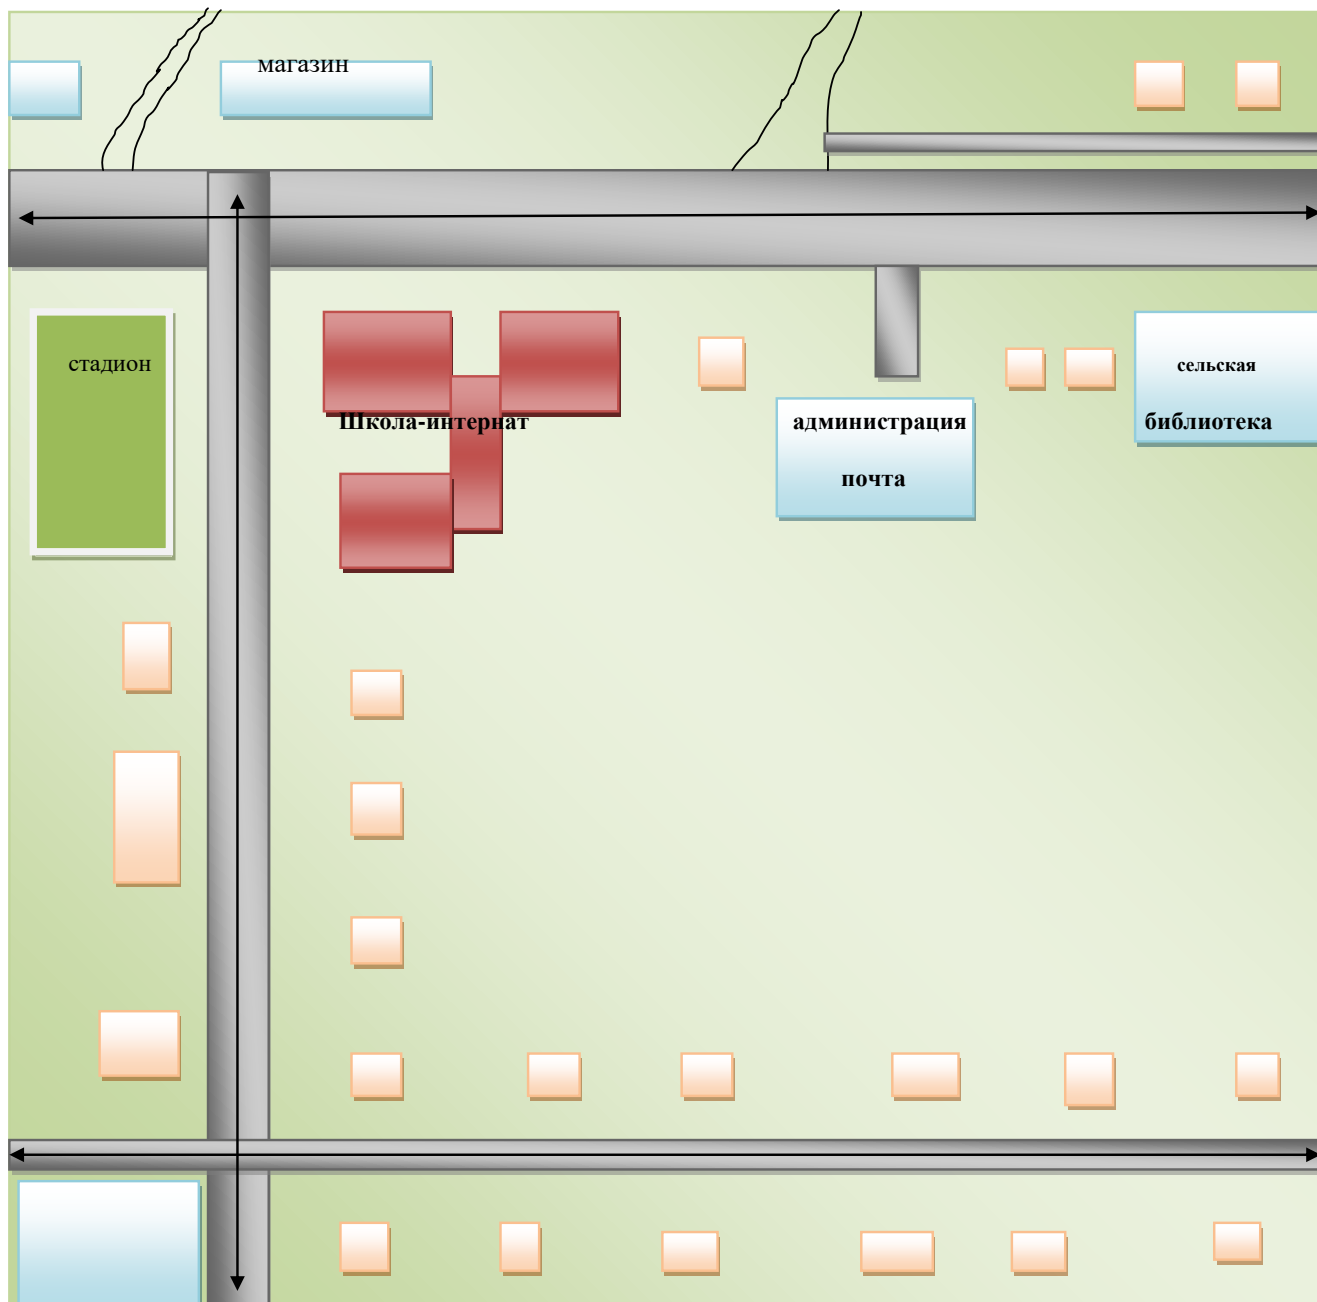 магазин
стадион
Школа-интернат
администрация
почта
сельская
библиотека